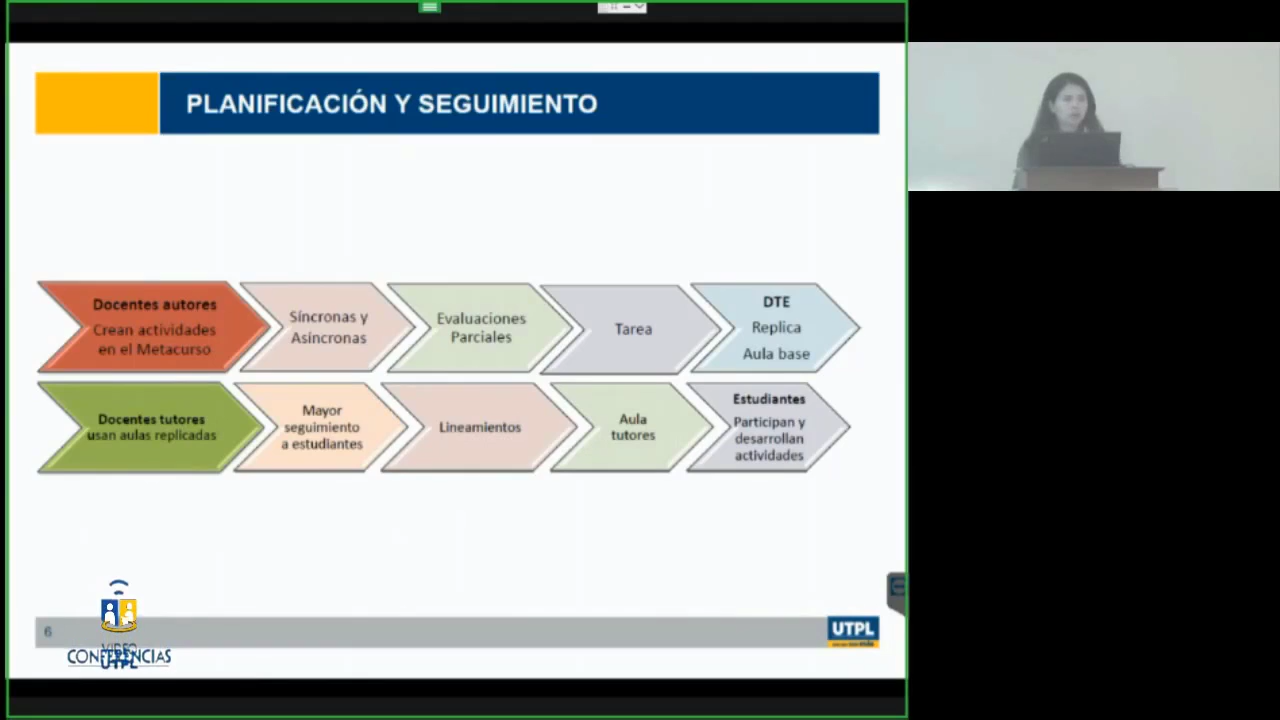 PLANIFICACIÓN Y SEGUIMIENTO
Docentes autores
Crean actividades
en el Metacurso
Síncronas y
Asíncronas
Evaluaciones
Parciales
Tarea
DTE
Replica
Aula base
Docentes tutores
usan aulas replicadas
Mayor
seguimiento
a estudiantes
Lineamientos
Aula
tutores
Estudiantes
Participan y
desarrollan
actividades
6
VIDEO
CONFERENCIAS
UTPL
UTPL